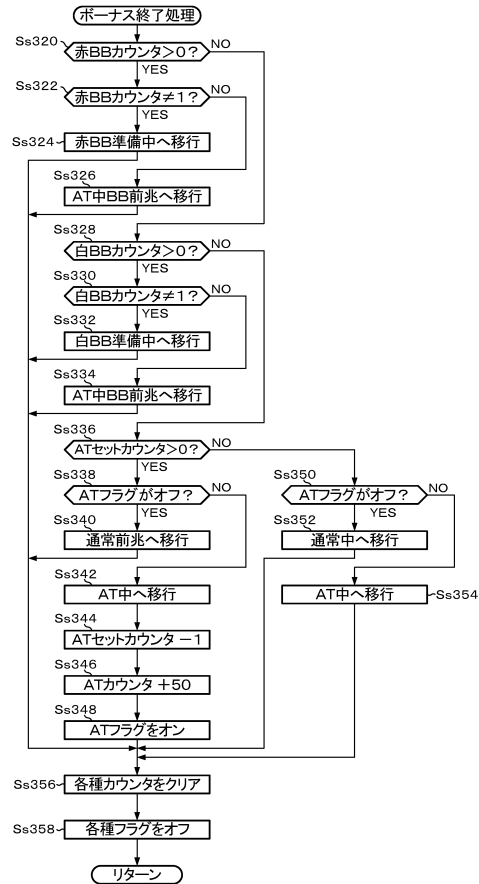 ボーナス終了処理
Ss320
赤BBカウンタ>0?
NO
YES
Ss322
赤BBカウンタ≠1?
NO
YES
Ss324
赤BB準備中へ移行
Ss326
AT中BB前兆へ移行
Ss328
白BBカウンタ>0?
NO
YES
Ss330
白BBカウンタ≠1?
NO
YES
Ss332
白BB準備中へ移行
Ss334
AT中BB前兆へ移行
Ss336
ATセットカウンタ>0?
NO
YES
Ss338
ATフラグがオフ?
NO
YES
Ss340
通常前兆へ移行
Ss342
AT中へ移行
Ss344
ATセットカウンタ-1
Ss346
ATカウンタ+50
Ss348
ATフラグをオン
Ss350
ATフラグがオフ?
NO
YES
Ss352
通常中へ移行
AT中へ移行
Ss354
Ss356
各種カウンタをクリア
Ss358
各種フラグをオフ
リターン